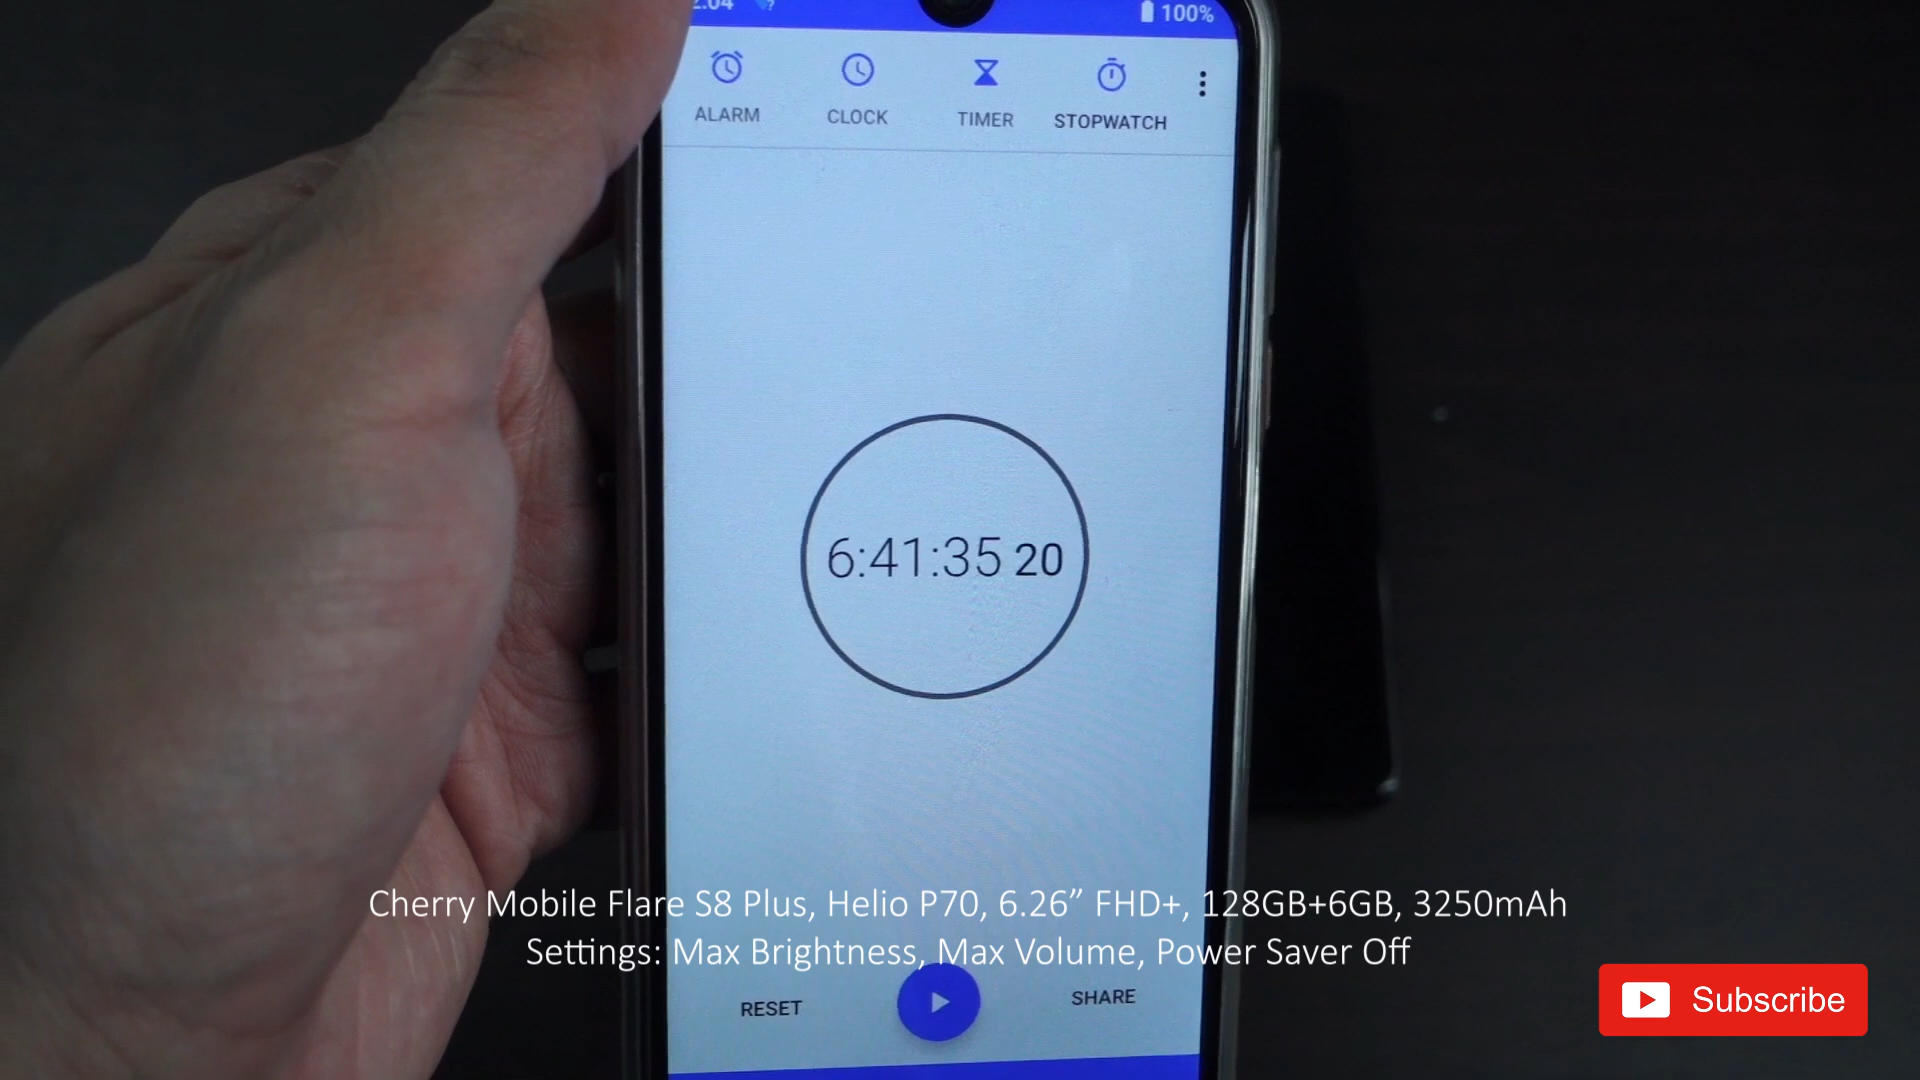 100%
ALARM CLOCK TIMER STOPWATCH
6:41:35 20
Cherry Mobile Flare S8 Plus, Helio P70, 6.26” FHD+, 128GB+6GB, 3250mAh
Settings: Max Brightness, Max Volume, Power Saver Off
RESET SHARE
Subscribe